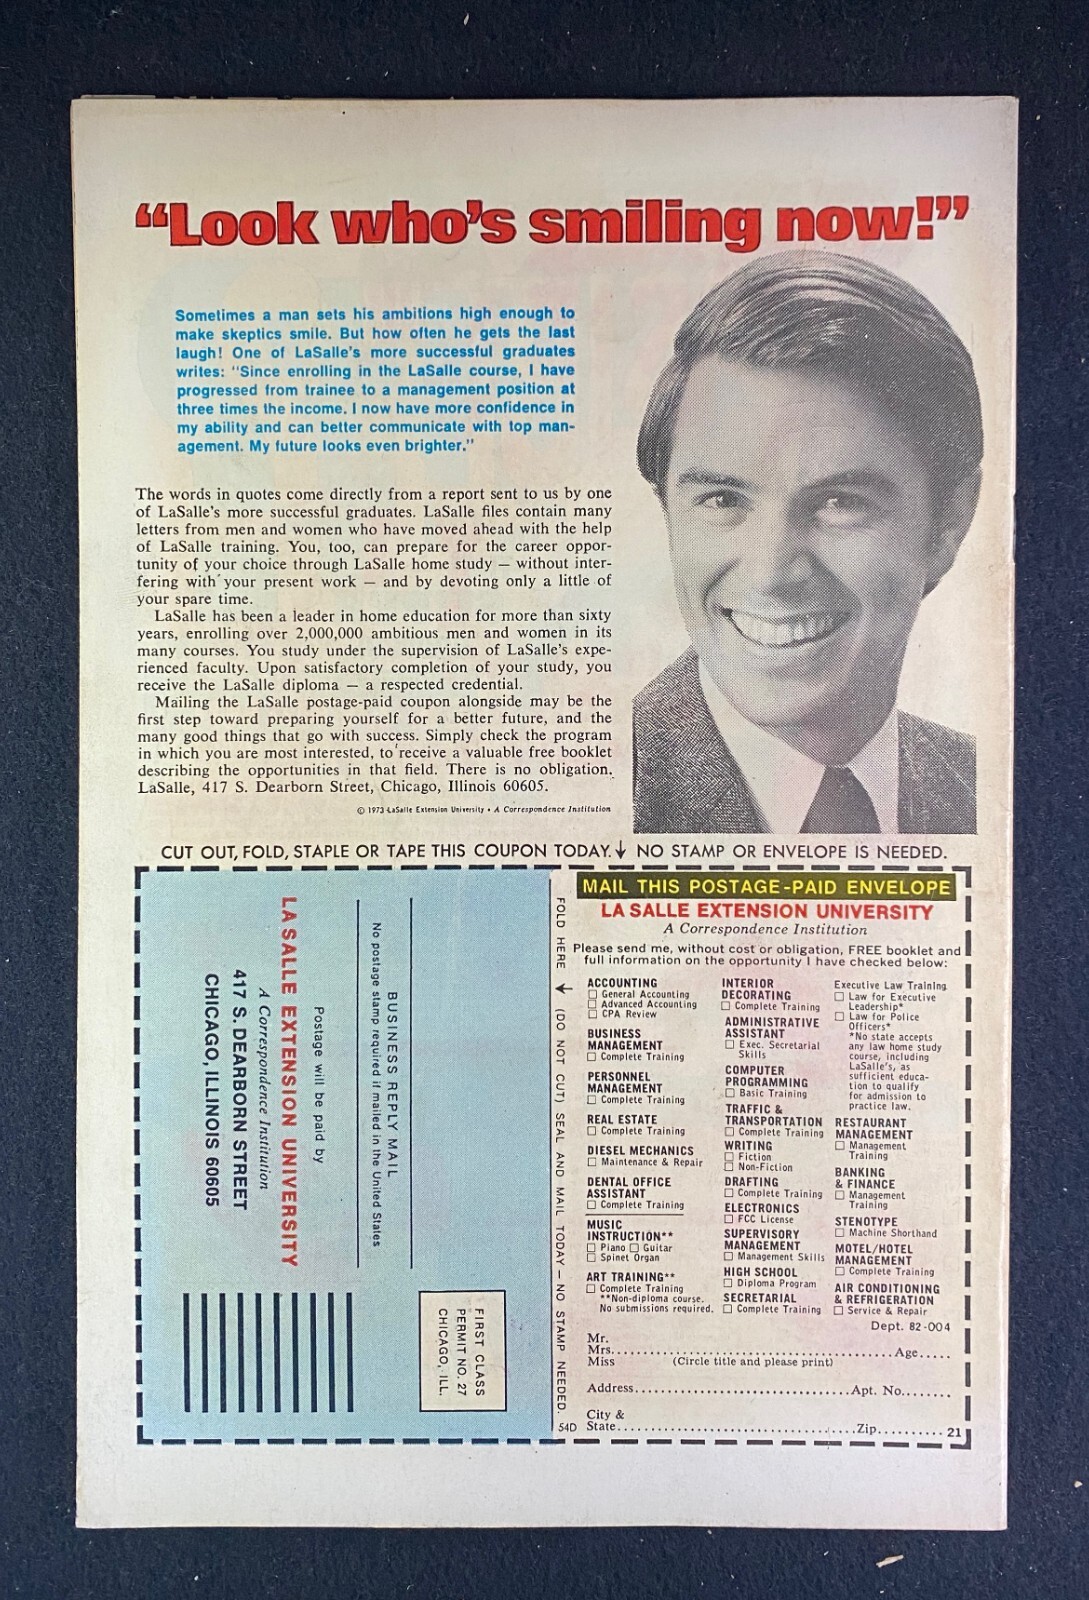 “Look who's smiling now!”
Sometimes a man sets his ambitions high enough to
make skeptics smile. But how often he gets the last
laugh! One of LaSalle's more successful graduates
writes: "Since enrolling in the LaSalle course, I have
progressed from trainee to a management position at
three times the income. I now have more confidence in
my ability and can better communicate with top man-
agement. My future looks even brighter."
The words in quotes come directly from a report sent to us by one
of LaSalle's more successful graduates. LaSalle files contain many
letters from men and women who have moved ahead with the help
of LaSalle training. You, too, can prepare for the career oppor-
tunity of your choice through LaSalle home study — without inter-
fering with your present work — and by devoting only a little of
your spare time.
LaSalle has been a leader in home education for more than sixty
years, enrolling over 2,000,000 ambitious men and women in its
many courses. You study under the supervision of LaSalle's expe-
rienced faculty. Upon satisfactory completion of your study, you
receive the LaSalle diploma — a respected credential.
Mailing the LaSalle postage-paid coupon alongside may be the
first step toward preparing yourself for a better future, and the
many good things that go with success. Simply check the program
in which you are most interested, to receive a valuable free booklet
describing the opportunities in that field. There is no obligation.
LaSalle, 417 S. Dearborn Street, Chicago, Illinois 60605.
© 1973 LaSalle Extension University • A Correspondence Institution
CUT OUT, FOLD, STAPLE OR TAPE THIS COUPON TODAY. ↓ NO STAMP OR ENVELOPE IS NEEDED.
FIRST CLASS
PERMIT NO. 27
CHICAGO, ILL.
BUSINESS REPLY MAIL
No postage stamp required if mailed in the United States
Postage will be paid by
LA SALLE EXTENSION UNIVERSITY
A Correspondence Institution
417 S. DEARBORN STREET
CHICAGO, ILLINOIS 60605
FOLD HERE ↓ (DO NOT CUT) SEAL AND MAIL TODAY — NO STAMP NEEDED.
54D
MAIL THIS POSTAGE-PAID ENVELOPE
LA SALLE EXTENSION UNIVERSITY
A Correspondence Institution
Please send me, without cost or obligation, FREE booklet and
full information on the opportunity I have checked below:
ACCOUNTING
☐ General Accounting
☐ Advanced Accounting
☐ CPA Review
BUSINESS
MANAGEMENT
☐ Complete Training
PERSONNEL
MANAGEMENT
☐ Complete Training
REAL ESTATE
☐ Complete Training
DIESEL MECHANICS
☐ Maintenance & Repair
DENTAL OFFICE
ASSISTANT
☐ Complete Training
MUSIC
INSTRUCTION**
☐ Piano ☐ Guitar
☐ Spinet Organ
ART TRAINING**
☐ Complete Training
**Non-diploma course.
No submissions required.
INTERIOR
DECORATING
☐ Complete Training
ADMINISTRATIVE
ASSISTANT
☐ Exec. Secretarial
Skills
COMPUTER
PROGRAMMING
☐ Basic Training
TRAFFIC &
TRANSPORTATION
☐ Complete Training
WRITING
☐ Fiction
☐ Non-Fiction
DRAFTING
☐ Complete Training
ELECTRONICS
☐ FCC License
SUPERVISORY
MANAGEMENT
☐ Management Skills
HIGH SCHOOL
☐ Diploma Program
SECRETARIAL
☐ Complete Training
Executive Law Training
☐ Law for Executive
Leadership*
☐ Law for Police
Officers*
*No state accepts
any law home study
course, including
LaSalle's, as
sufficient educa-
tion to qualify
for admission to
practice law.
RESTAURANT
MANAGEMENT
☐ Management
Training
BANKING
& FINANCE
☐ Management
Training
STENOTYPE
☐ Machine Shorthand
MOTEL/HOTEL
MANAGEMENT
☐ Complete Training
AIR CONDITIONING
& REFRIGERATION
☐ Service & Repair
Dept. 82-004
Mr.
Mrs. Age
Miss (Circle title and please print)
Address Apt. No.
City &
State Zip 21